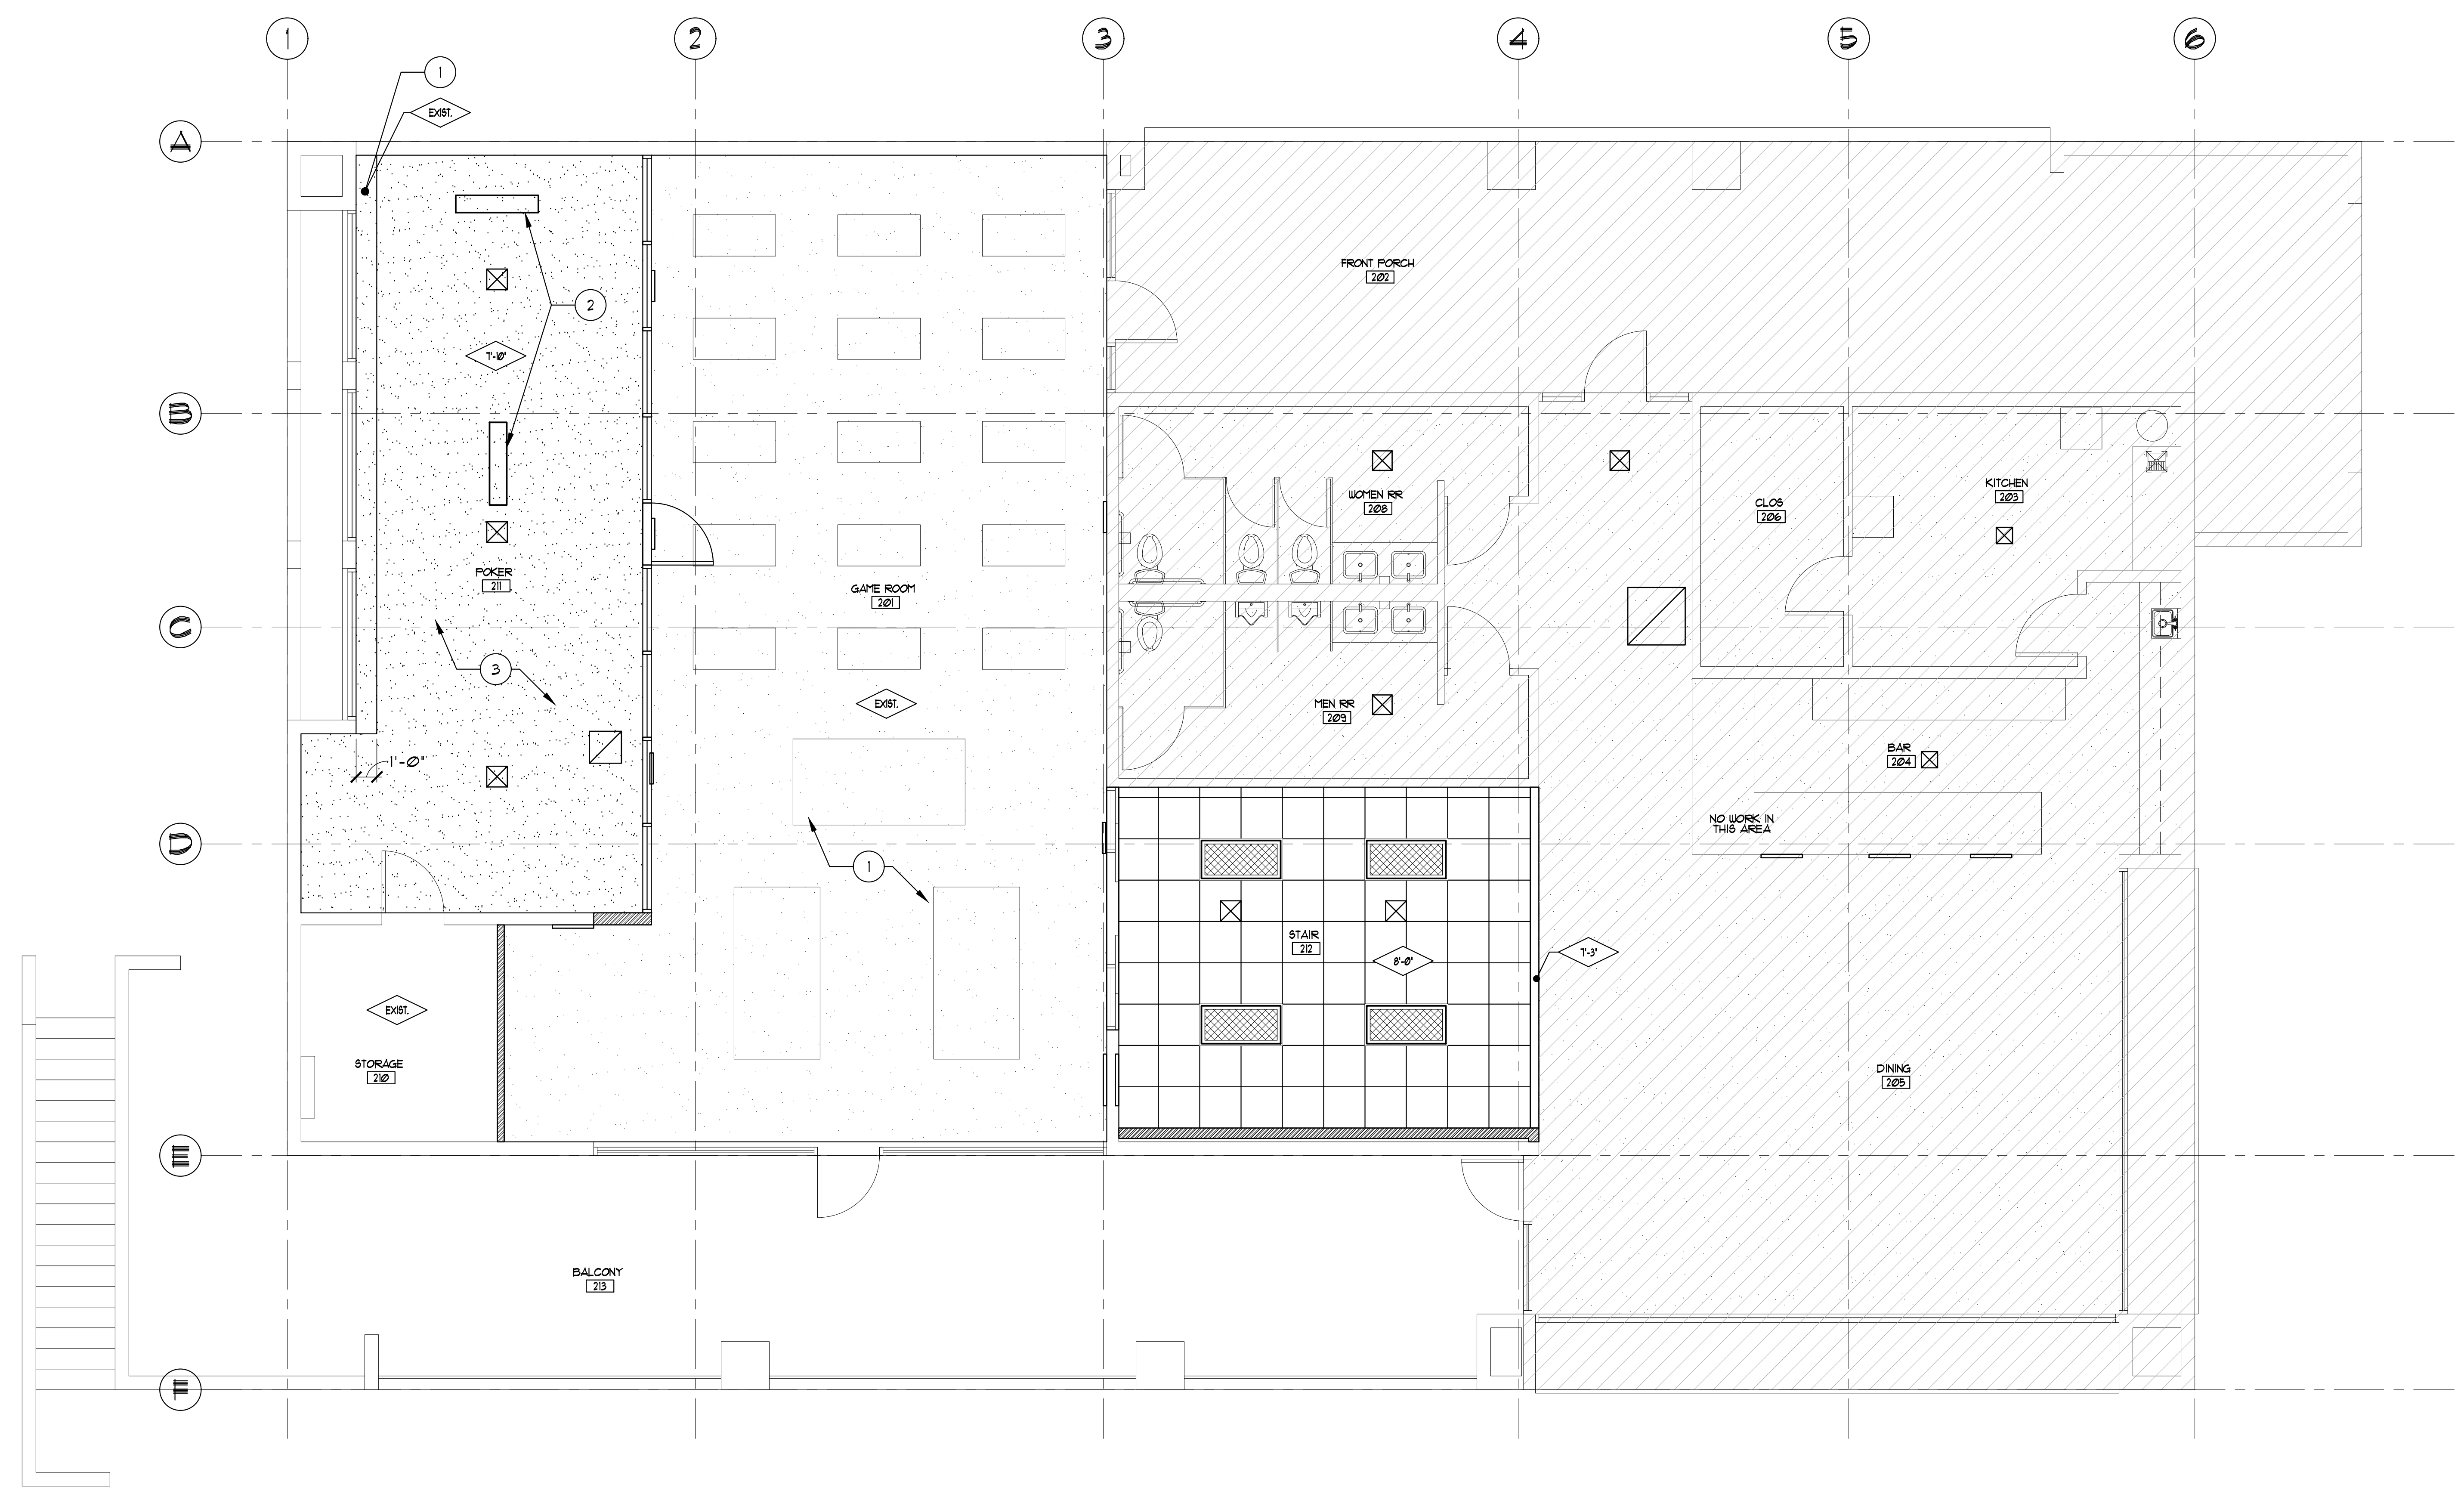 1 2 3 4 5 6
1
EXIST.
A
FRONT PORCH
202
2
7'-10"
B
KITCHEN
203
WOMEN RR
208
CLOS
206
POKER
211
GAME ROOM
201
C
3
EXIST.
MEN RR
209
BAR
204
1'-0"
NO WORK IN
THIS AREA
D
1
STAIR
212
8'-0"
7'-3"
EXIST.
STORAGE
210
DINING
205
E
BALCONY
213
F